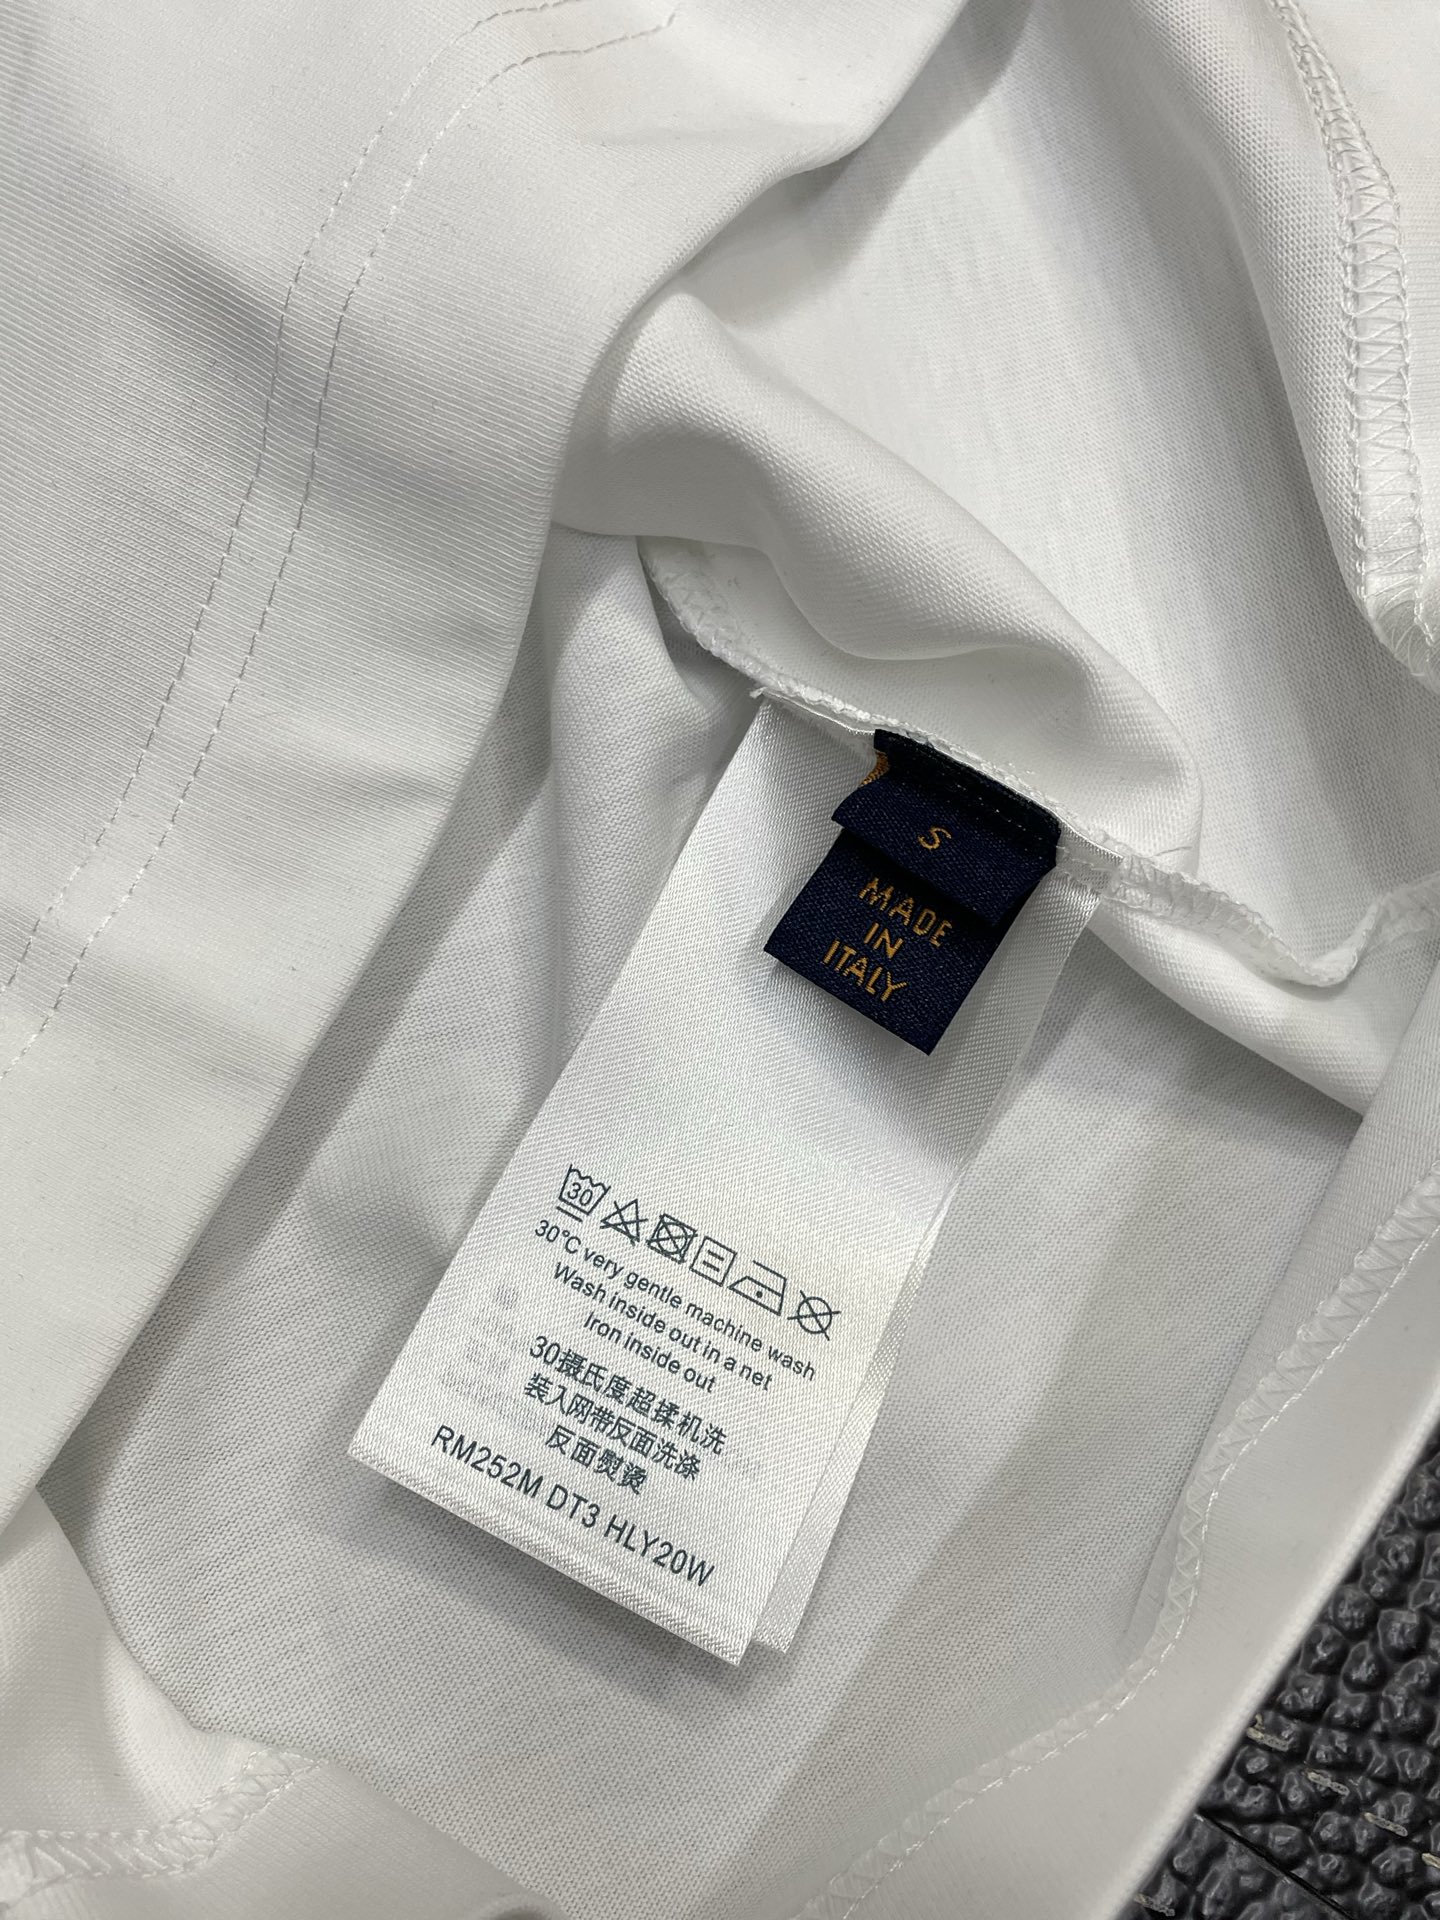 S
MADE
IN
ITALY
30
30°C very gentle machine wash
Wash inside out in a net
Iron inside out
30摄氏度超揉机洗
装入网带反面洗涤
反面熨烫
RM252M DT3 HLY20W